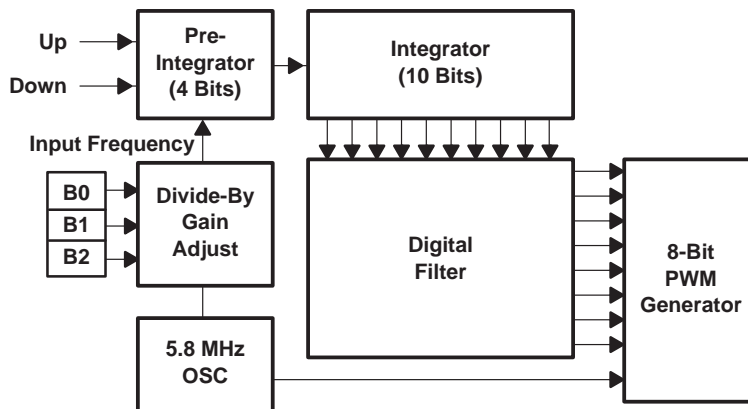 Up
Down
Pre-
Integrator
(4 Bits)
Integrator
(10 Bits)
Input Frequency
B0
B1
B2
Divide-By
Gain
Adjust
Digital
Filter
8-Bit
PWM
Generator
5.8 MHz
OSC